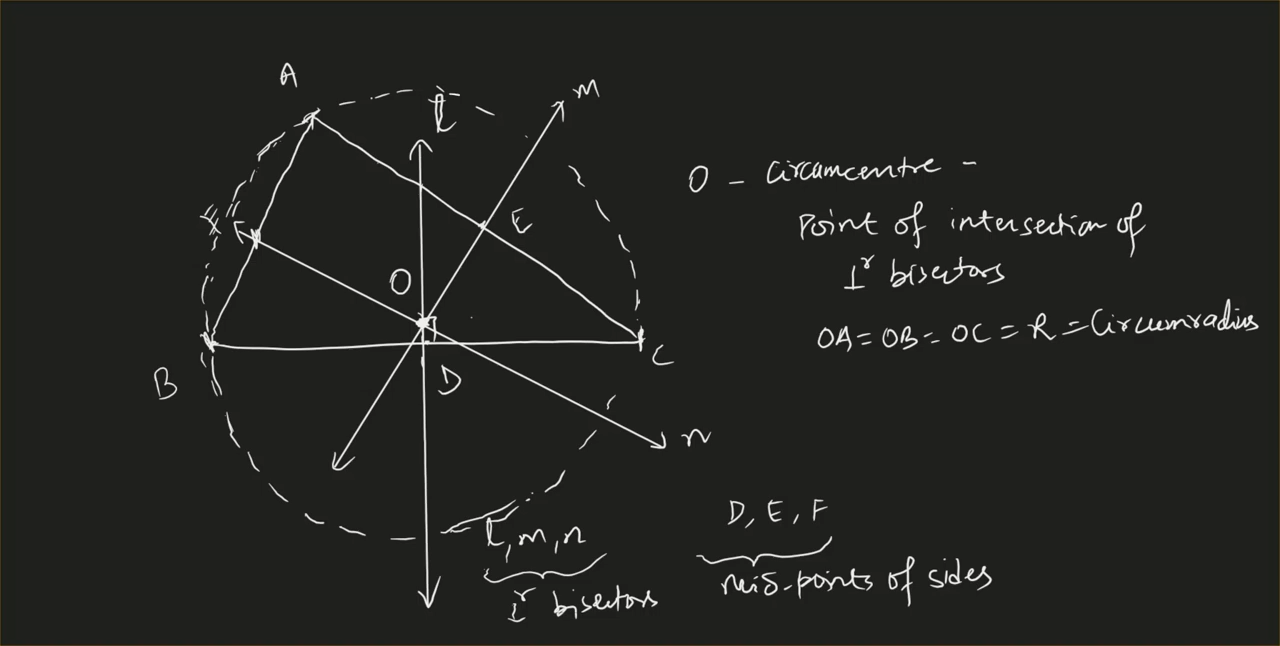 A
l
m
E
O
D
B
C
n
O - Circumcentre -
Point of intersection of
⊥r bisectors
OA = OB = OC = R = Circumradius
l, m, n
⊥r bisectors
D, E, F
mid-points of sides